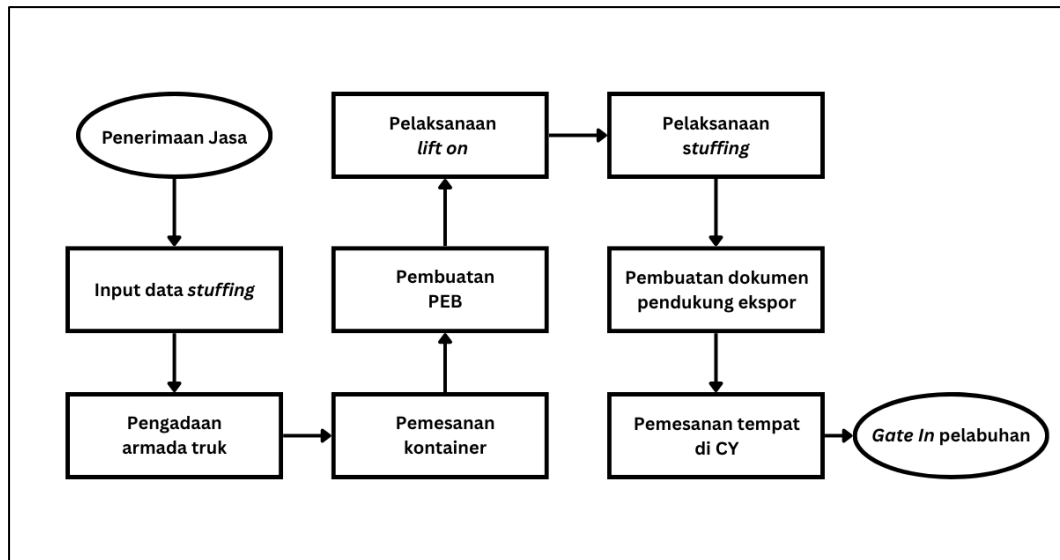 Penerimaan Jasa
Input data stuffing
Pengadaan
armada truk
Pemesanan
kontainer
Pembuatan
PEB
Pelaksanaan
lift on
Pelaksanaan
stuffing
Pembuatan dokumen
pendukung ekspor
Pemesanan tempat
di CY
Gate In pelabuhan